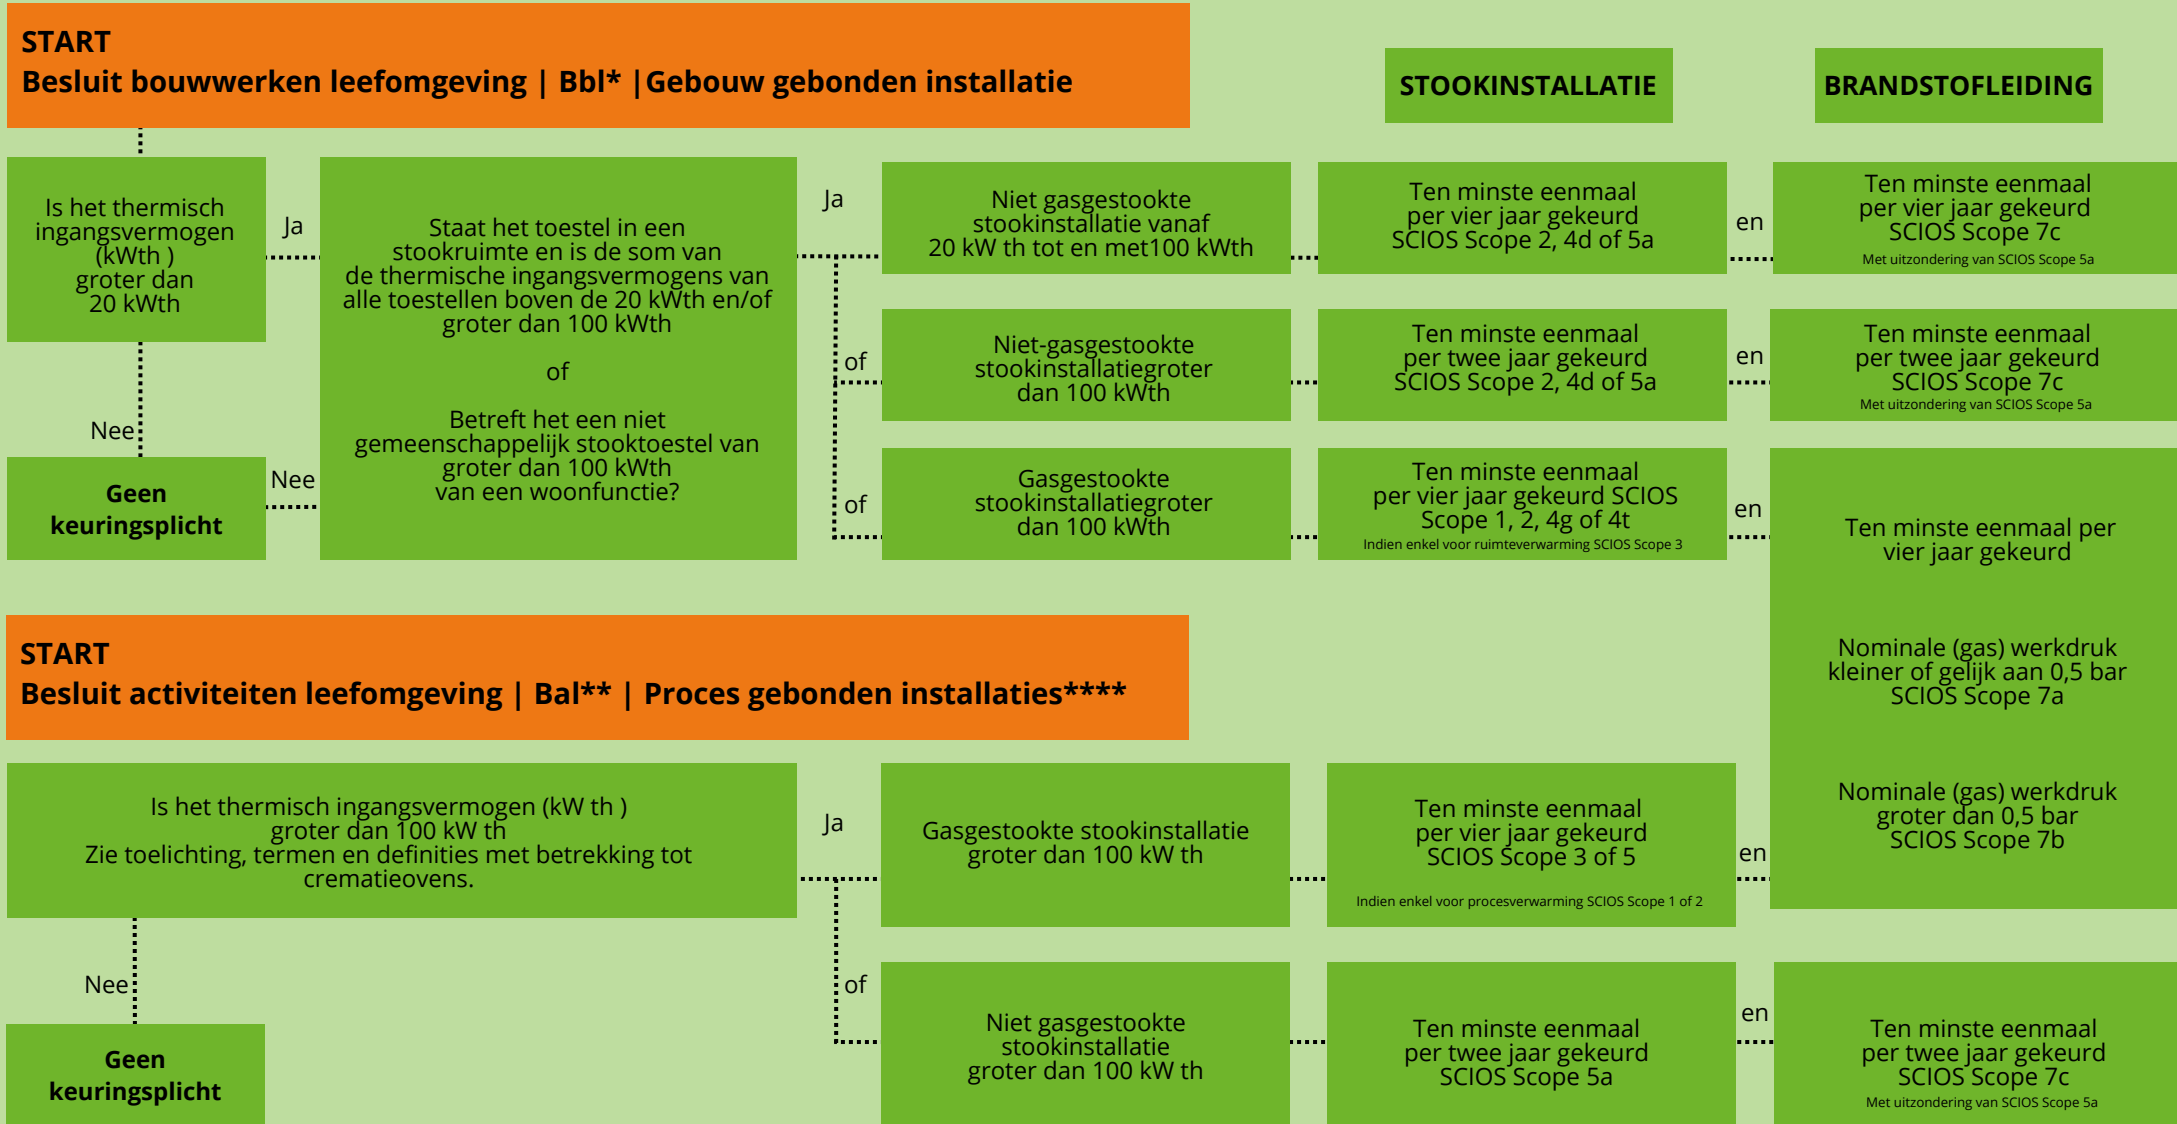 START
Besluit bouwwerken leefomgeving | Bbl* |Gebouw gebonden installatie
STOOKINSTALLATIE
BRANDSTOFLEIDING
Is het thermisch
ingangsvermogen
(kWth )
groter dan
20 kWth
Ja
Nee
Geen
keuringsplicht
Nee
Staat het toestel in een
stookruimte en is de som van
de thermische ingangsvermogens van
alle toestellen boven de 20 kWth en/of
groter dan 100 kWth
of
Betreft het een niet
gemeenschappelijk stooktoestel van
groter dan 100 kWth
van een woonfunctie?
Ja
Niet gasgestookte
stookinstallatie vanaf
20 kW th tot en met100 kWth
Ten minste eenmaal
per vier jaar gekeurd
SCIOS Scope 2, 4d of 5a
en
Ten minste eenmaal
per vier jaar gekeurd
SCIOS Scope 7c
Met uitzondering van SCIOS Scope 5a
of
Niet-gasgestookte
stookinstallatiegroter
dan 100 kWth
Ten minste eenmaal
per twee jaar gekeurd
SCIOS Scope 2, 4d of 5a
en
Ten minste eenmaal
per twee jaar gekeurd
SCIOS Scope 7c
Met uitzondering van SCIOS Scope 5a
of
Gasgestookte
stookinstallatiegroter
dan 100 kWth
Ten minste eenmaal
per vier jaar gekeurd SCIOS
Scope 1, 2, 4g of 4t
Indien enkel voor ruimteverwarming SCIOS Scope 3
en
Ten minste eenmaal per
vier jaar gekeurd
Nominale (gas) werkdruk
kleiner of gelijk aan 0,5 bar
SCIOS Scope 7a
Nominale (gas) werkdruk
groter dan 0,5 bar
SCIOS Scope 7b
START
Besluit activiteiten leefomgeving | Bal** | Proces gebonden installaties****
Is het thermisch ingangsvermogen (kW th )
groter dan 100 kW th
Zie toelichting, termen en definities met betrekking tot
crematieovens.
Ja
Gasgestookte stookinstallatie
groter dan 100 kW th
Ten minste eenmaal
per vier jaar gekeurd
SCIOS Scope 3 of 5
Indien enkel voor procesverwarming SCIOS Scope 1 of 2
en
Nee
Geen
keuringsplicht
of
Niet gasgestookte
stookinstallatie
groter dan 100 kW th
Ten minste eenmaal
per twee jaar gekeurd
SCIOS Scope 5a
en
Ten minste eenmaal
per twee jaar gekeurd
SCIOS Scope 7c
Met uitzondering van SCIOS Scope 5a